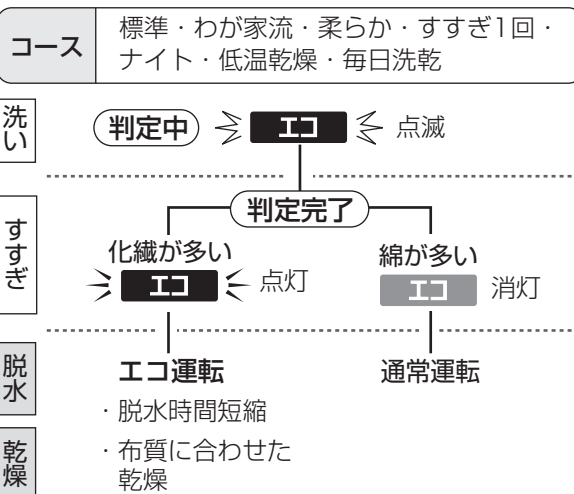 コース
標準・わが家流・柔らか・すすぎ1回・
ナイト・低温乾燥・毎日洗乾
洗い
判定中 エコ 点滅
判定完了
すすぎ
化繊が多い 綿が多い
エコ 点灯 エコ 消灯
脱水
エコ運転 通常運転
・脱水時間短縮
乾燥
・布質に合わせた
乾燥